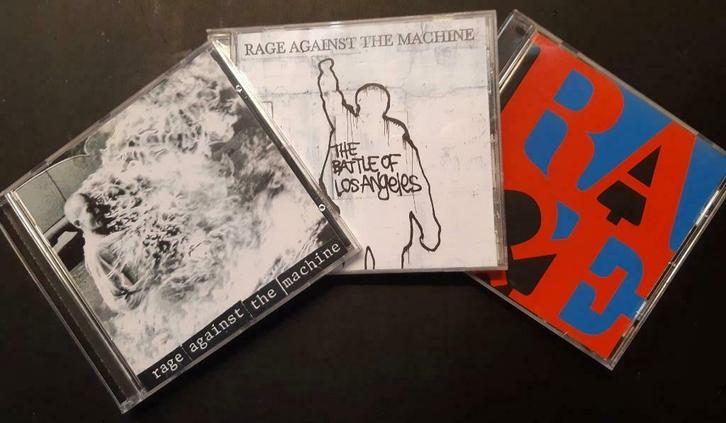 rage against the machine
RAGE AGAINST THE MACHINE
THE
BATTLE OF
LOS ANGELES
RA
GE